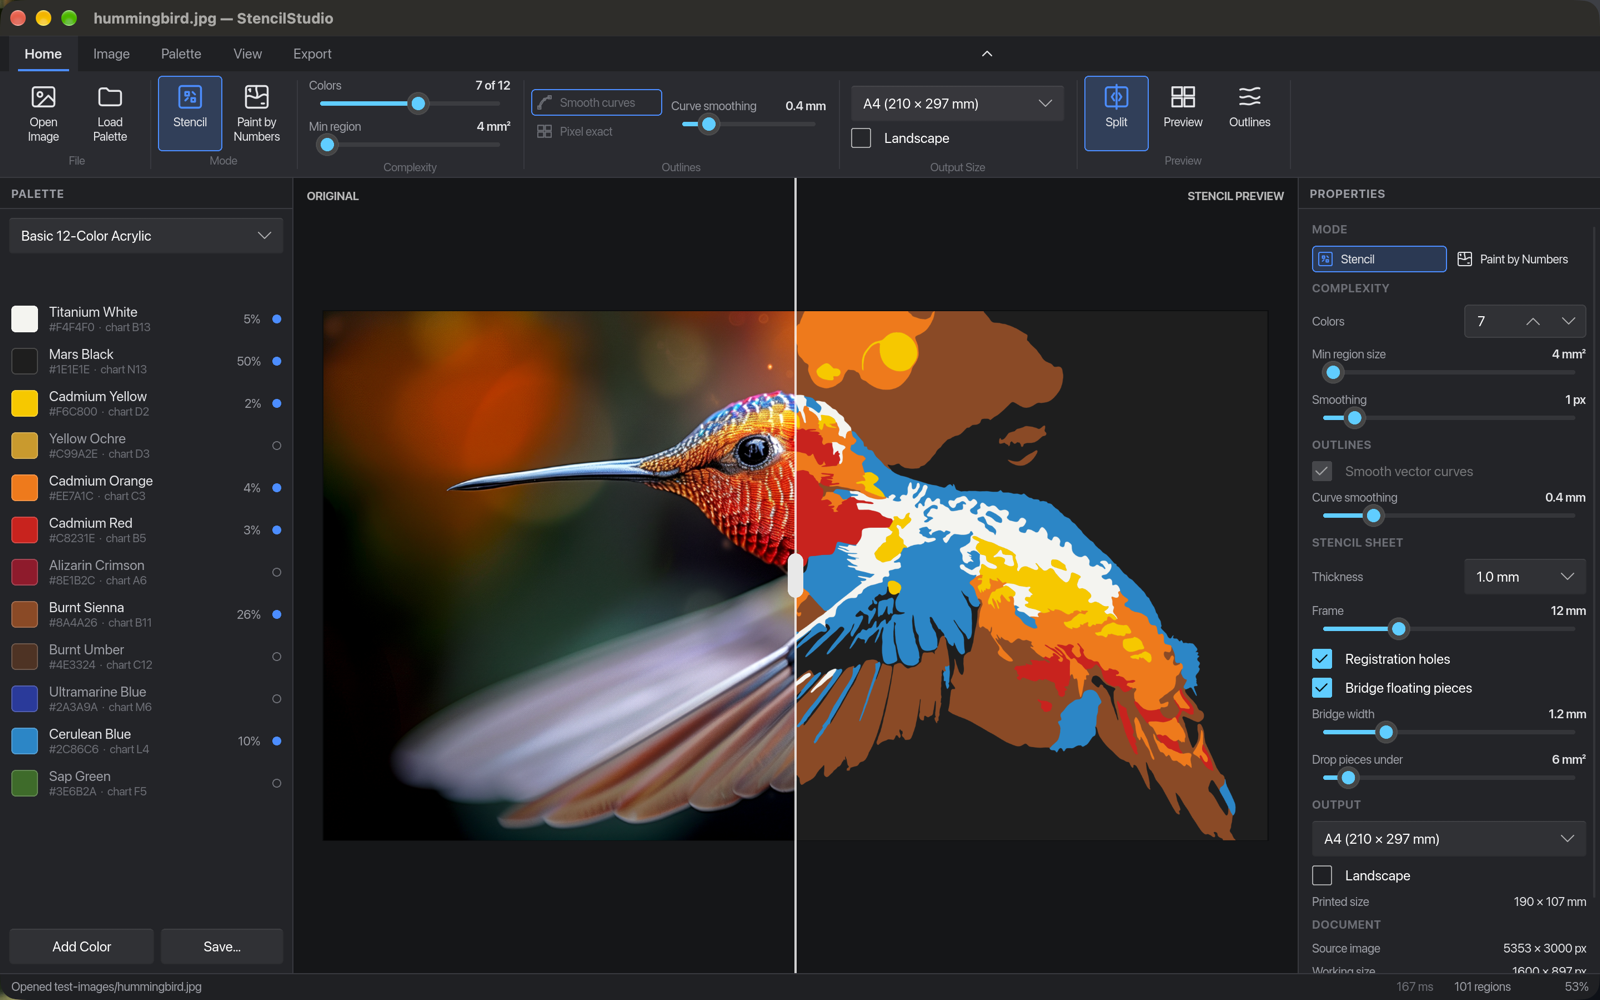 hummingbird.jpg — StencilStudio
Home
Image
Palette
View
Export
Open Image
Load Palette
File
Stencil
Paint by Numbers
Mode
Colors
7 of 12
Min region
4 mm²
Complexity
Smooth curves
Pixel exact
Curve smoothing
0.4 mm
Outlines
A4 (210 × 297 mm)
Landscape
Output Size
Split
Preview
Outlines
Preview
PALETTE
Basic 12-Color Acrylic
Titanium White
#F4F4F0 · chart B13
5%
Mars Black
#1E1E1E · chart N13
50%
Cadmium Yellow
#F6C800 · chart D2
2%
Yellow Ochre
#C99A2E · chart D3
Cadmium Orange
#EE7A1C · chart C3
4%
Cadmium Red
#C8231E · chart B5
3%
Alizarin Crimson
#8E1B2C · chart A6
Burnt Sienna
#8A4A26 · chart B11
26%
Burnt Umber
#4E3324 · chart C12
Ultramarine Blue
#2A3A9A · chart M6
Cerulean Blue
#2C86C6 · chart L4
10%
Sap Green
#3E6B2A · chart F5
Add Color
Save...
ORIGINAL
STENCIL PREVIEW
PROPERTIES
MODE
Stencil
Paint by Numbers
COMPLEXITY
Colors
7
Min region size
4 mm²
Smoothing
1 px
OUTLINES
Smooth vector curves
Curve smoothing
0.4 mm
STENCIL SHEET
Thickness
1.0 mm
Frame
12 mm
Registration holes
Bridge floating pieces
Bridge width
1.2 mm
Drop pieces under
6 mm²
OUTPUT
A4 (210 × 297 mm)
Landscape
Printed size
190 × 107 mm
DOCUMENT
Source image
5353 × 3000 px
Working size
1600 × 897 px
Opened test-images/hummingbird.jpg
167 ms
101 regions
53%